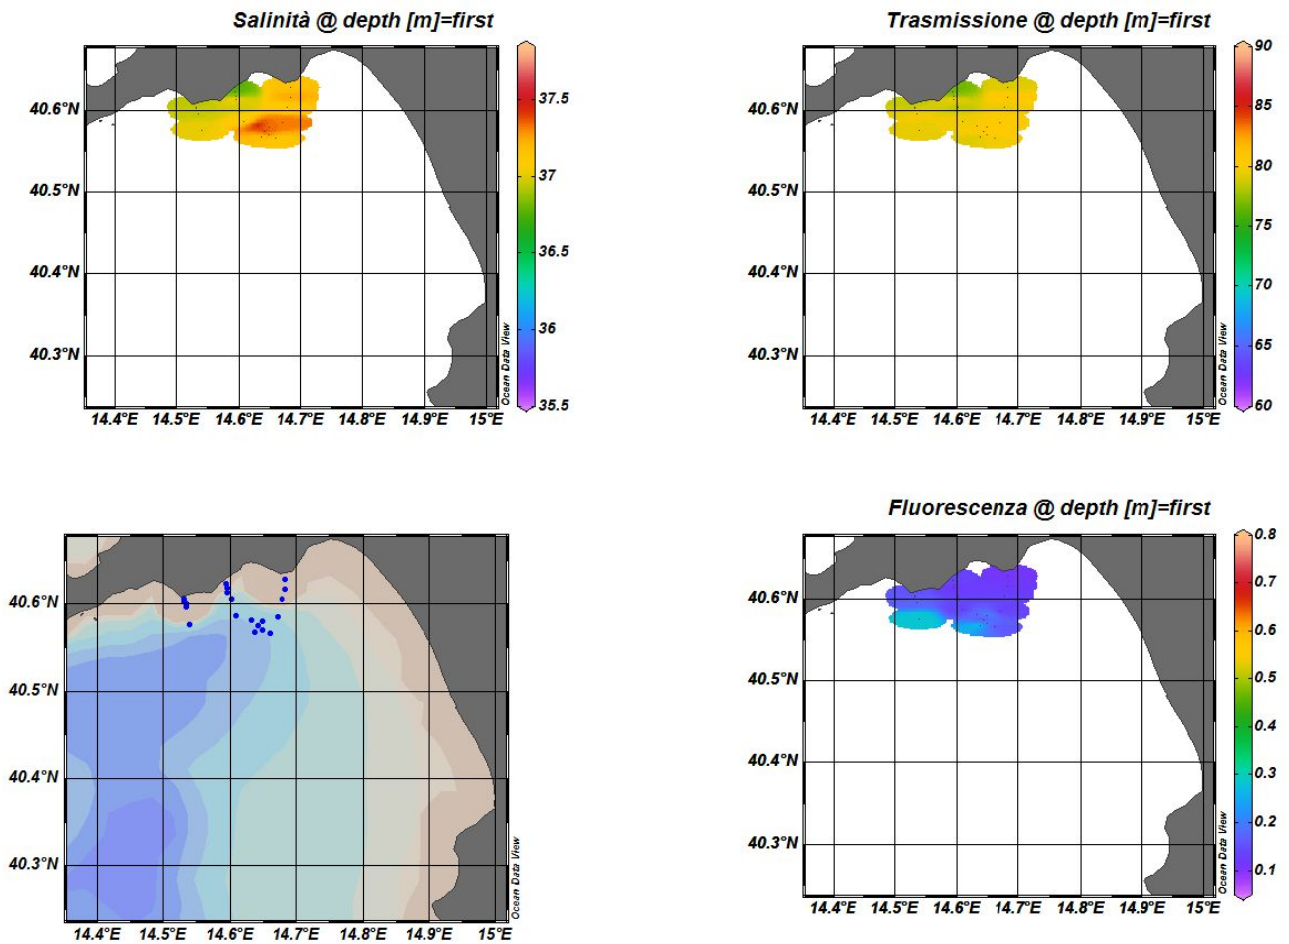 Salinità @ depth [m]=first
40.6°N
40.5°N
40.4°N
40.3°N
14.4°E 14.5°E 14.6°E 14.7°E 14.8°E 14.9°E 15°E
37.5
37
36.5
36
35.5
Ocean Data View
Trasmissione @ depth [m]=first
40.6°N
40.5°N
40.4°N
40.3°N
14.4°E 14.5°E 14.6°E 14.7°E 14.8°E 14.9°E 15°E
90
85
80
75
70
65
60
Ocean Data View
40.6°N
40.5°N
40.4°N
40.3°N
14.4°E 14.5°E 14.6°E 14.7°E 14.8°E 14.9°E 15°E
Ocean Data View
Fluorescenza @ depth [m]=first
40.6°N
40.5°N
40.4°N
40.3°N
14.4°E 14.5°E 14.6°E 14.7°E 14.8°E 14.9°E 15°E
0.8
0.7
0.6
0.5
0.4
0.3
0.2
0.1
Ocean Data View